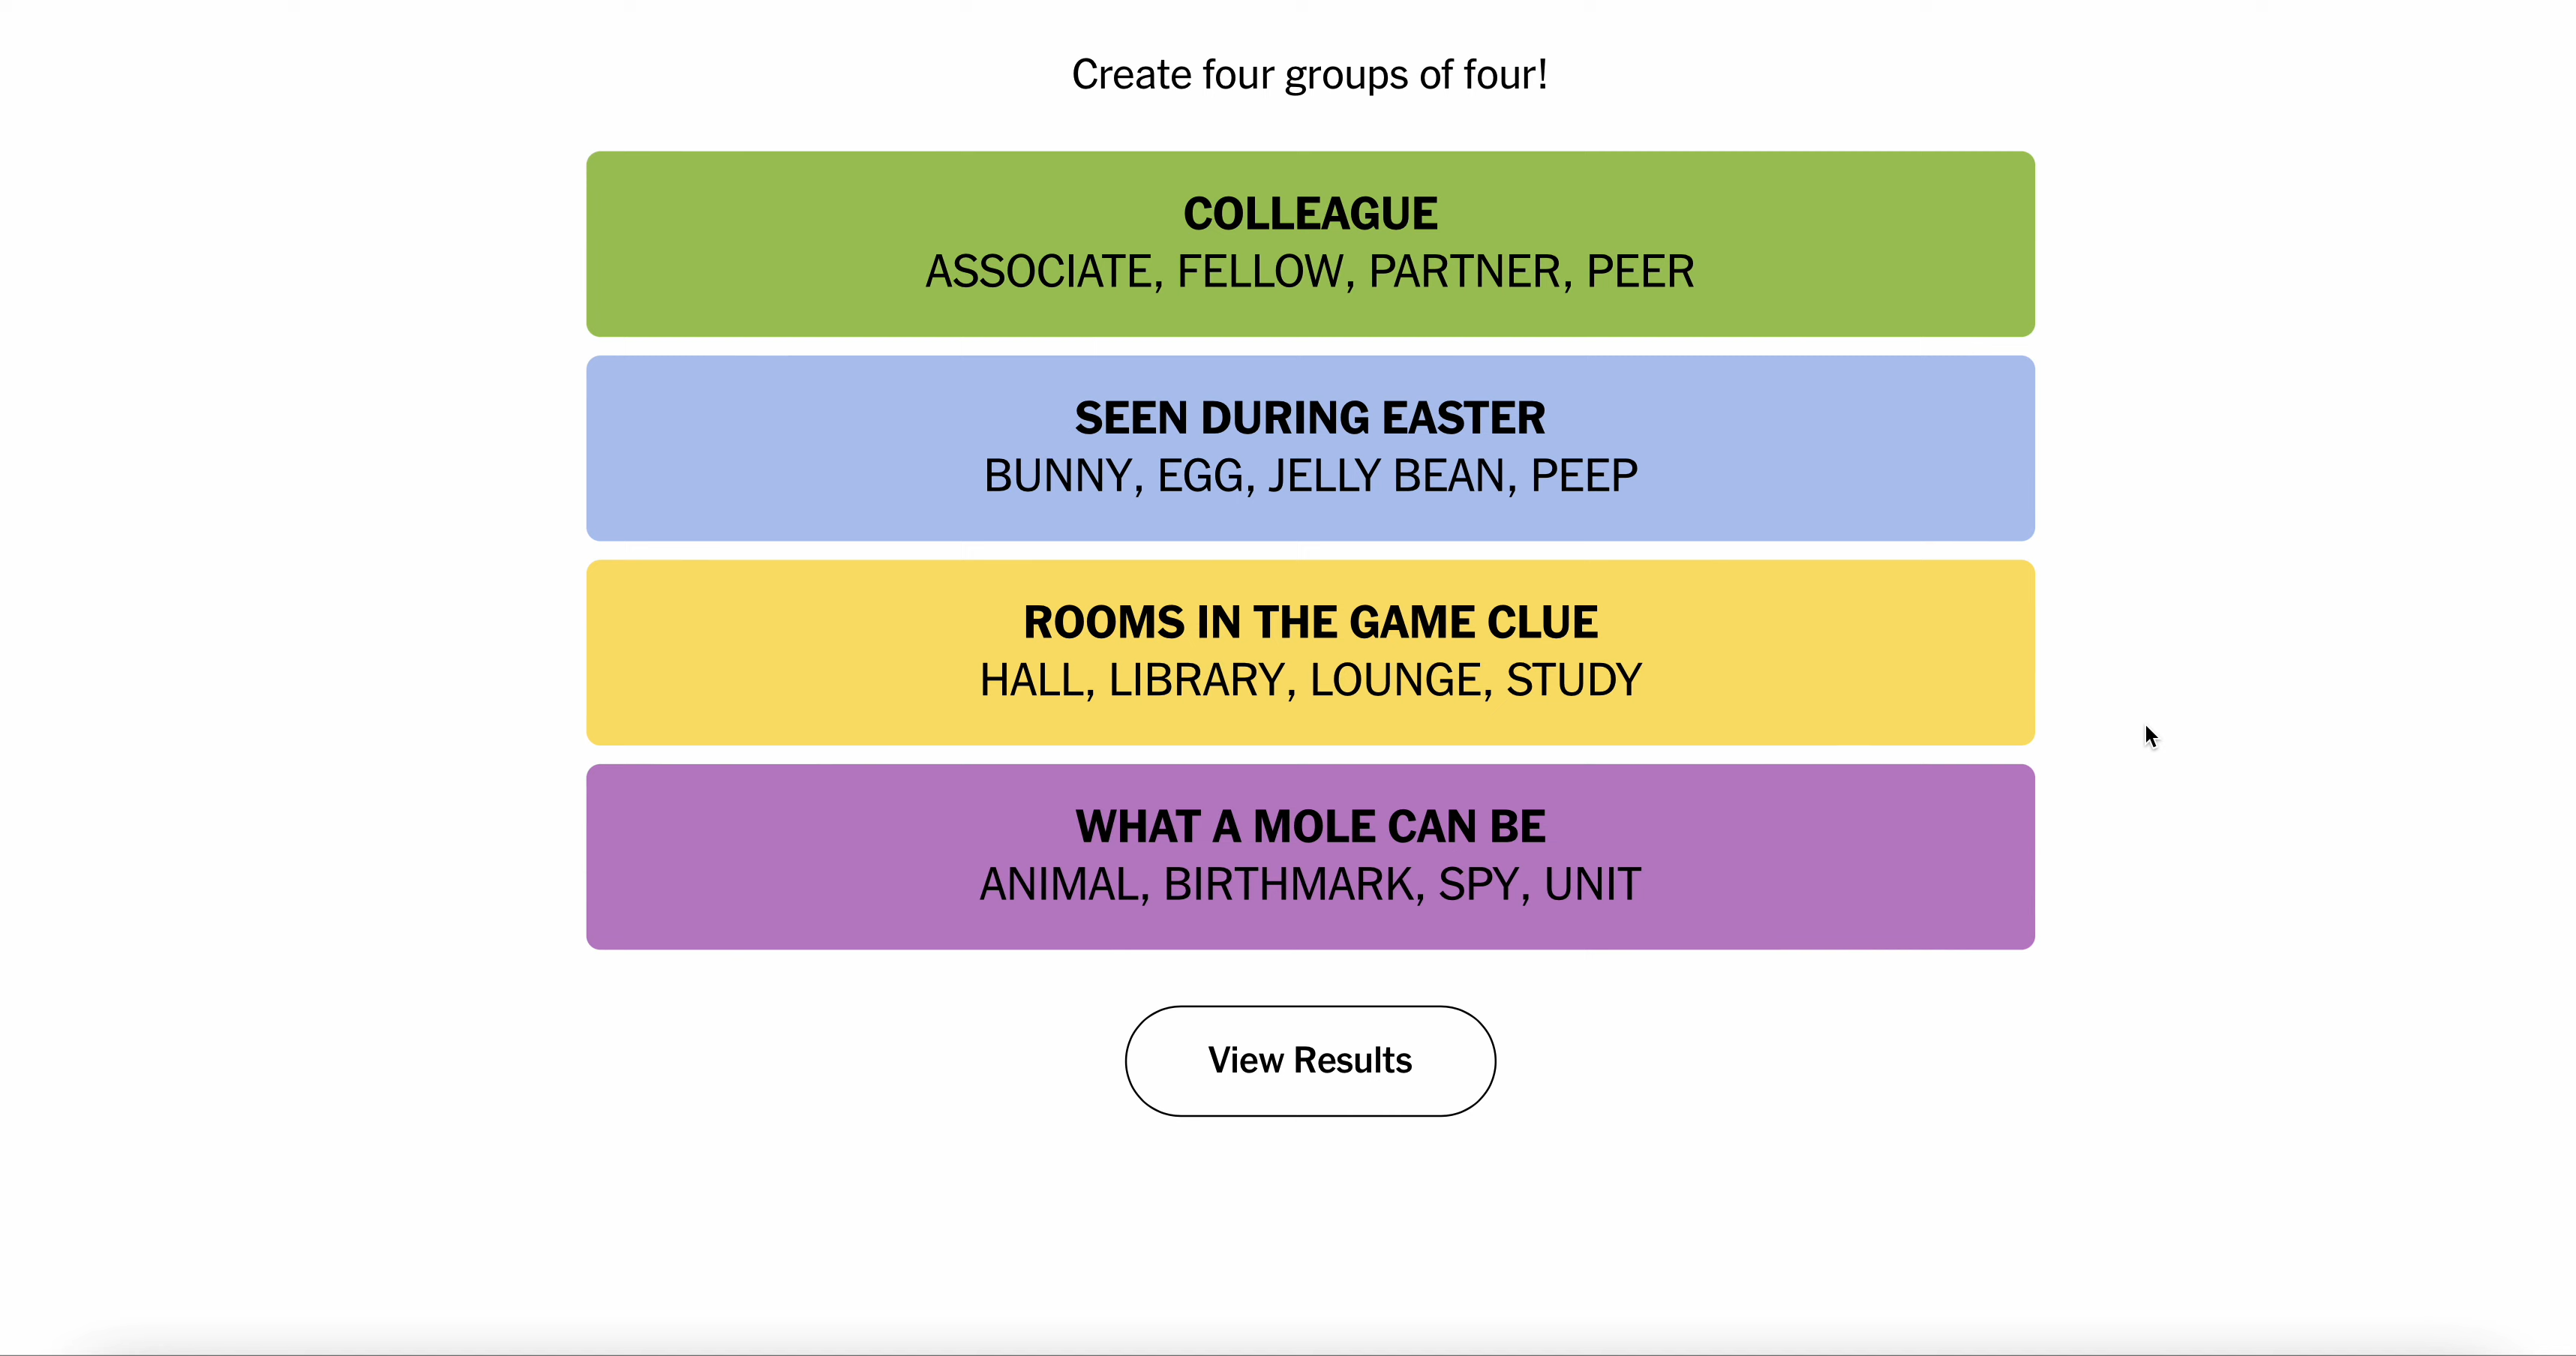 Create four groups of four!
COLLEAGUE
ASSOCIATE, FELLOW, PARTNER, PEER
SEEN DURING EASTER
BUNNY, EGG, JELLY BEAN, PEEP
ROOMS IN THE GAME CLUE
HALL, LIBRARY, LOUNGE, STUDY
WHAT A MOLE CAN BE
ANIMAL, BIRTHMARK, SPY, UNIT
View Results